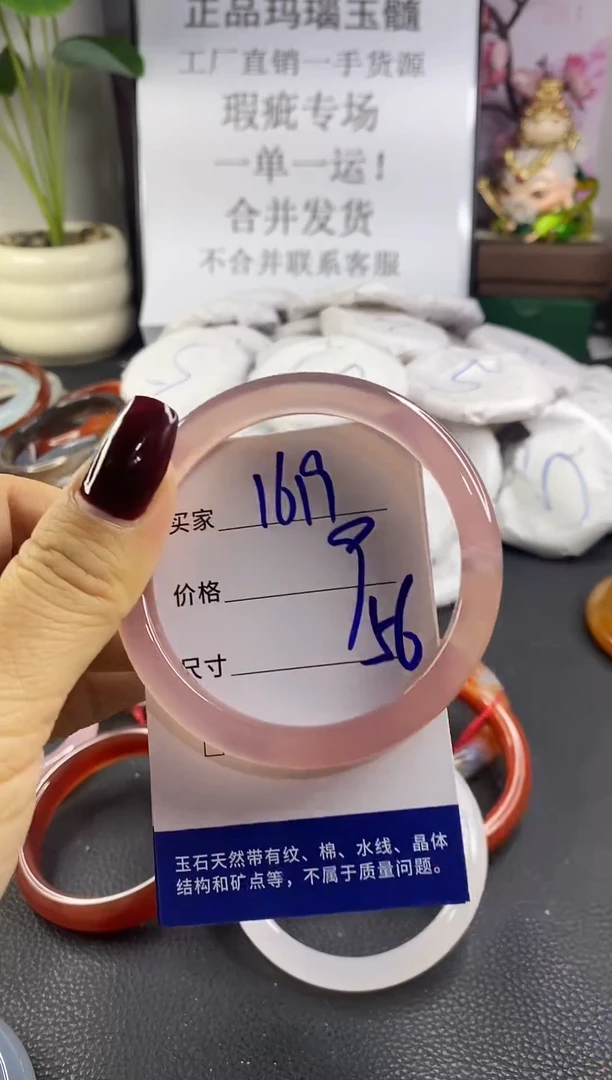 正品玛瑙玉髓
工厂直销一手货源
瑕疵专场
一单一运！
合并发货
不合并联系客服
买家 1619
价格 9
尺寸 56
玉石天然带有纹、棉、水线、晶体
结构和矿点等，不属于质量问题。